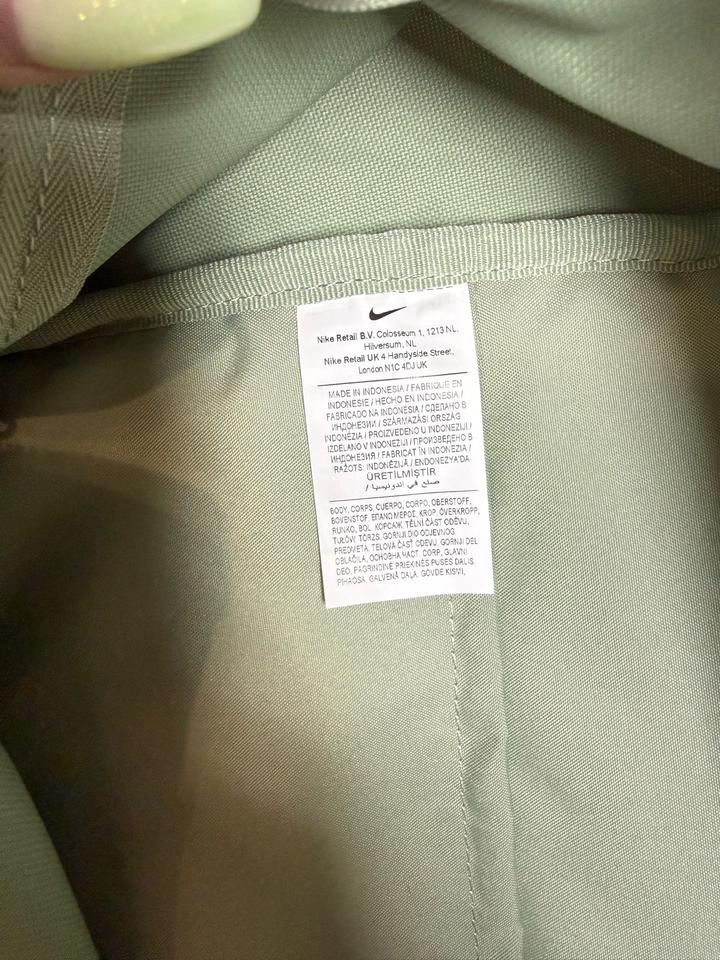 Nike Retail B.V. Colosseum 1, 1213 NL,
Hilversum, NL
Nike Retail UK 4 Handyside Street,
London N1C 4DJ UK
MADE IN INDONESIA / FABRIQUÉ EN
INDONÉSIE / HECHO EN INDONESIA /
FABRICADO NA INDONÉSIA / СДЕЛАНО В
ИНДОНЕЗИИ / SZÁRMAZÁSI ORSZÁG
INDONÉZIA / PROIZVEDENO U INDONEZIJI /
IZDELANO V INDONEZIJI / ПРОИЗВЕДЕНО В
ИНДОНЕЗИЯ / FABRICAT ÎN INDONEZIA /
RAŽOTS: INDONĒZIJĀ / ENDONEZYA'DA
ÜRETİLMİŞTİR
/ صنع في اندونيسيا
BODY, CORPS, CUERPO, CORPO, OBERSTOFF,
BOVENSTOF, ΕΠΑΝΩ ΜΕΡΟΣ, KROP, ÖVERKROPP,
RUNKO, BOL, КОРСАЖ, TĚLNÍ ČÁST ODĚVU,
TUŁÓW, TÖRZS, GORNJI DIO ODJEVNOG
PREDMETA, TELOVÁ ČASŤ ODEVU, GORNJI DEL
OBLAČILA, ОСНОВНА ЧАСТ, CORP, GLAVNI
DEO, PAGRINDINĖ PRIEKINĖS PUSĖS DALIS,
PIHAOSA, GALVENĀ DAĻA, GÖVDE KISMI,